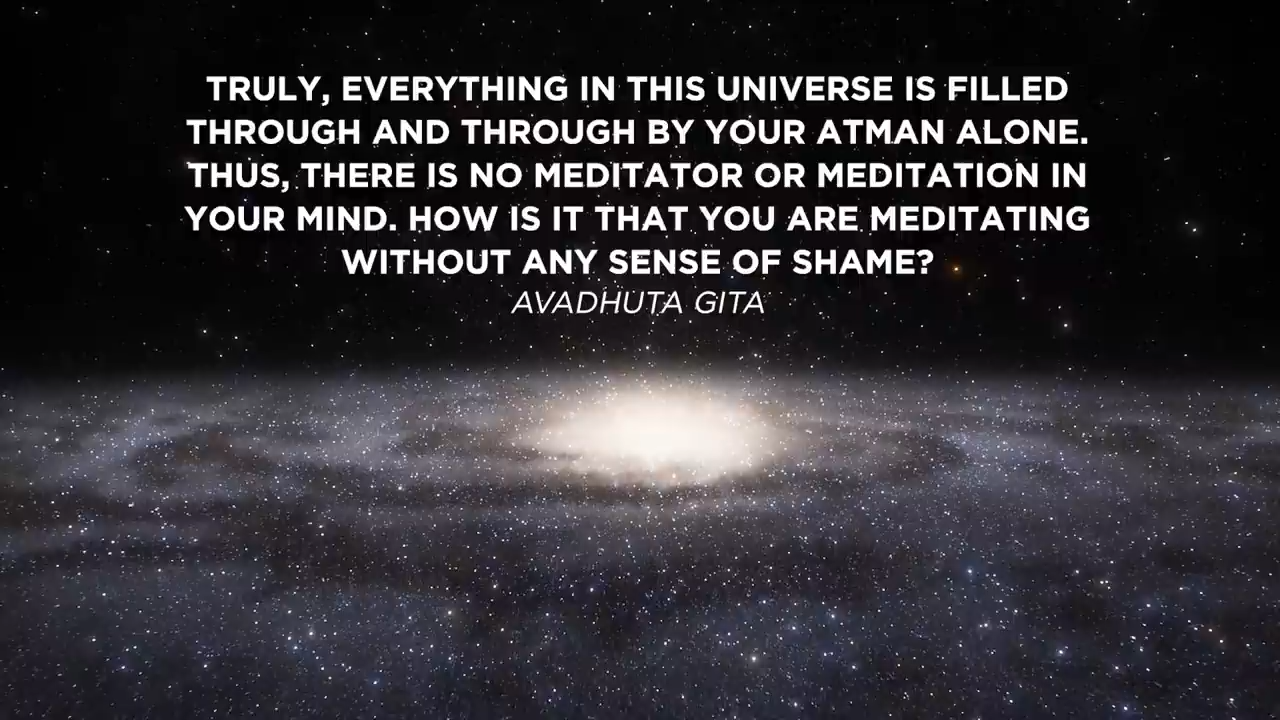 TRULY, EVERYTHING IN THIS UNIVERSE IS FILLED
THROUGH AND THROUGH BY YOUR ATMAN ALONE.
THUS, THERE IS NO MEDITATOR OR MEDITATION IN
YOUR MIND. HOW IS IT THAT YOU ARE MEDITATING
WITHOUT ANY SENSE OF SHAME?
AVADHUTA GITA